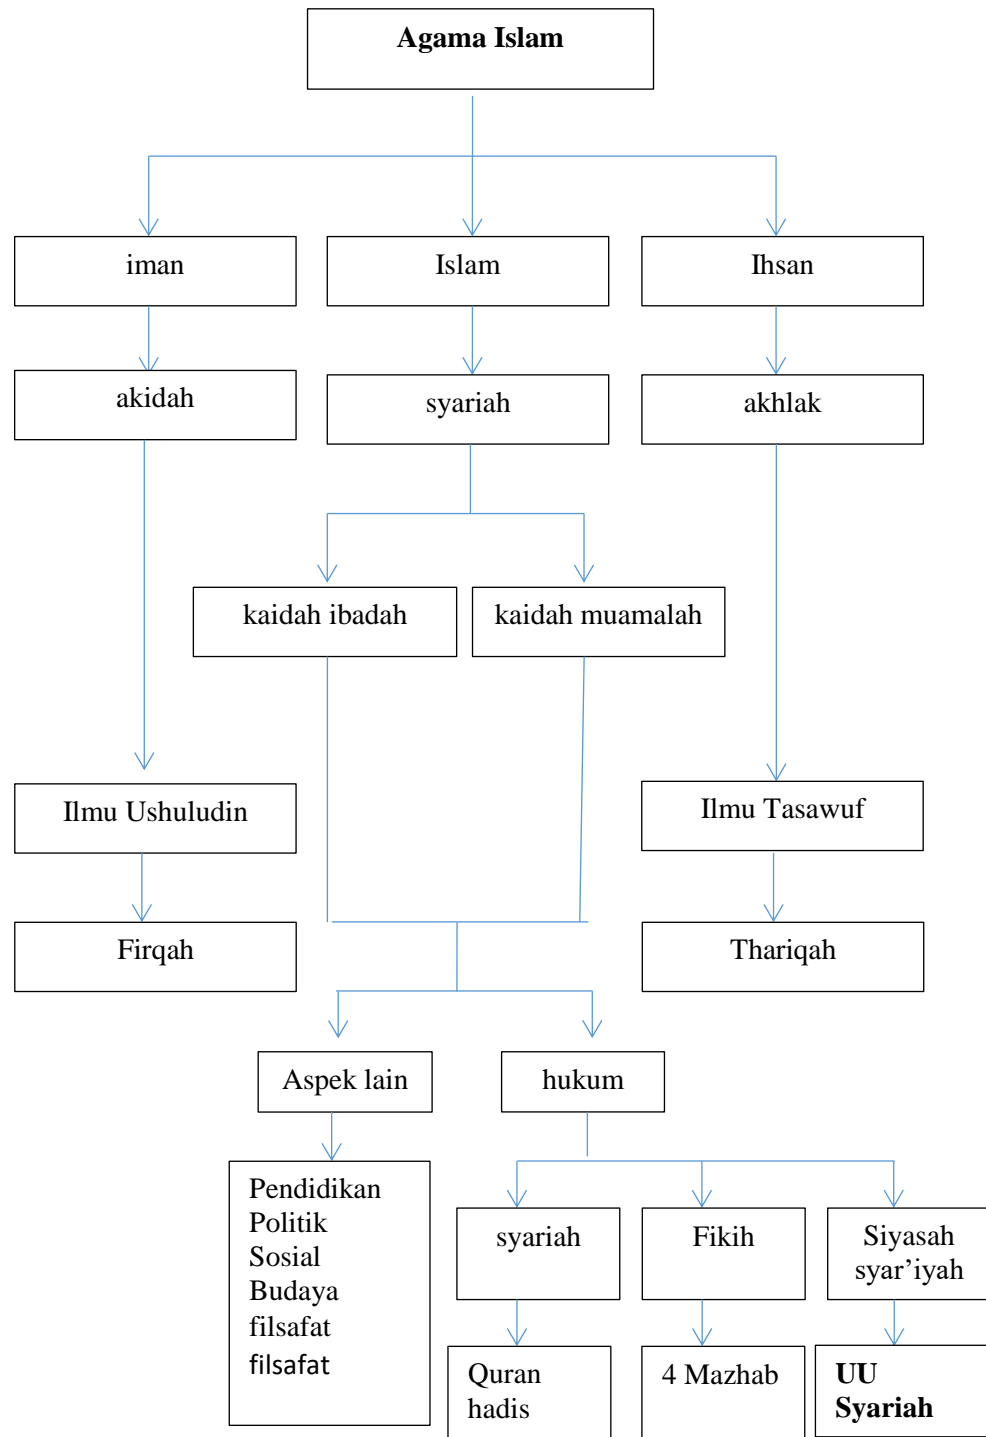 Agama Islam
iman
Islam
Ihsan
akidah
syariah
akhlak
kaidah ibadah
kaidah muamalah
Ilmu Ushuludin
Ilmu Tasawuf
Firqah
Thariqah
Aspek lain
hukum
Pendidikan
Politik
Sosial
Budaya
filsafat
filsafat
syariah
Fikih
Siyasah
syar’iyah
Quran
hadis
4 Mazhab
UU
Syariah